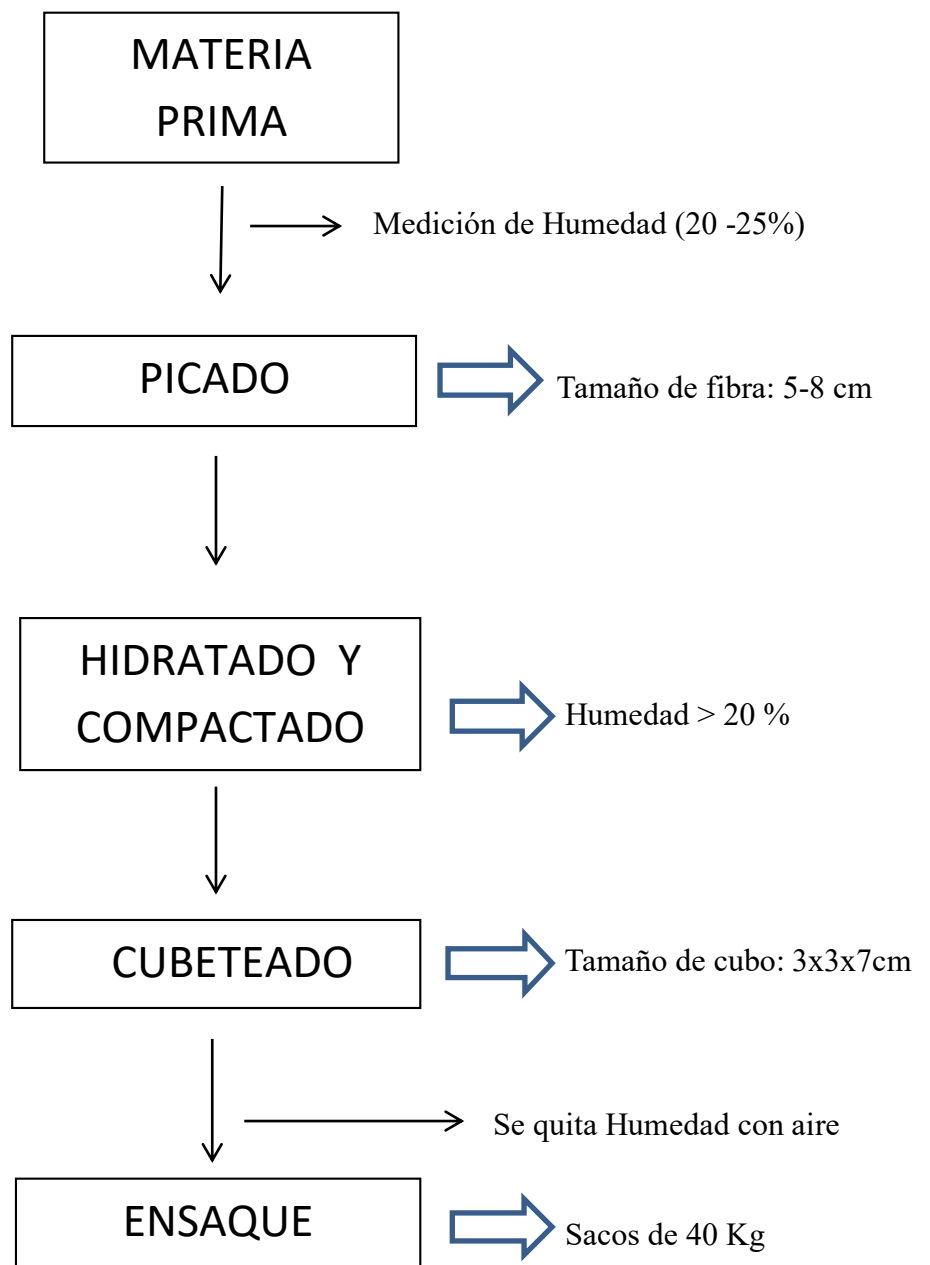 MATERIA
PRIMA
Medición de Humedad (20 -25%)
PICADO
Tamaño de fibra: 5-8 cm
HIDRATADO Y
COMPACTADO
Humedad > 20 %
CUBETEADO
Tamaño de cubo: 3x3x7cm
Se quita Humedad con aire
ENSAQUE
Sacos de 40 Kg